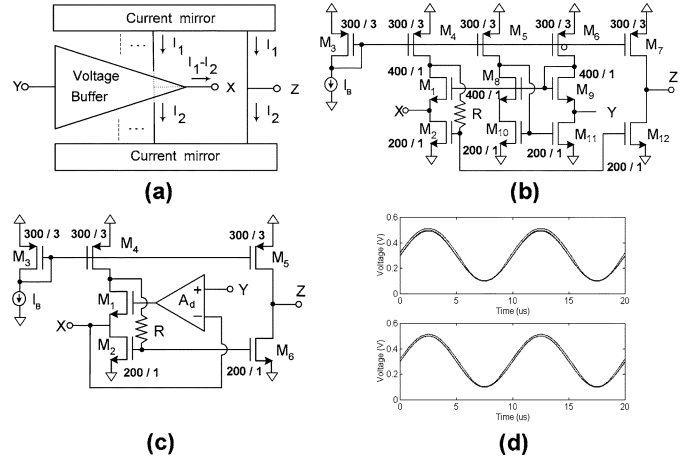 Current mirror
I1
I1
I1-I2
Y
Voltage
Buffer
X
Z
I2
I2
Current mirror
(a)
300 / 3
300 / 3
300 / 3
300 / 3
300 / 3
M3
M4
M5
M6
M7
400 / 1
400 / 1
M1
M8
M9
IB
400 / 1
Z
X
R
Y
M2
M10
M11
M12
200 / 1
200 / 1
200 / 1
200 / 1
(b)
300 / 3
300 / 3
300 / 3
M3
M4
M5
IB
M1
Ad
+
−
Y
Z
X
R
M2
M6
200 / 1
200 / 1
(c)
0.6
0.4
0.2
0
Voltage (V)
0 5 10 15 20
Time (us)
0.6
0.4
0.2
0
Voltage (V)
0 5 10 15 20
Time (us)
(d)